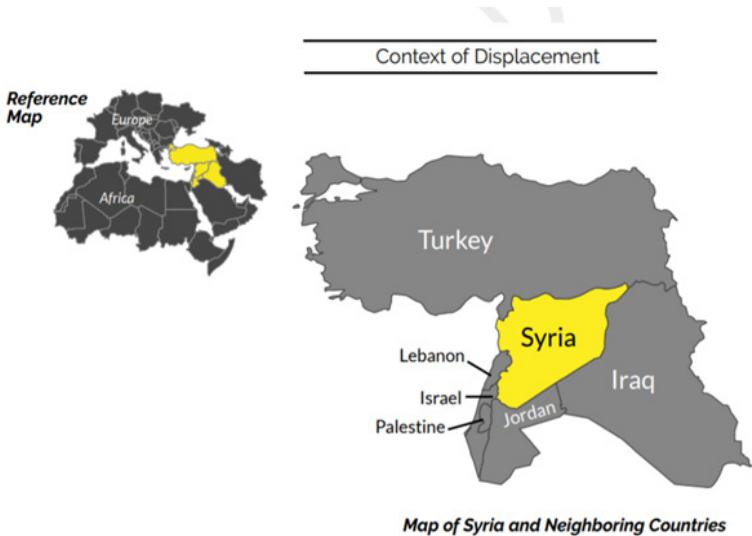 Context of Displacement
Reference
Map
Europe
Africa
Turkey
Syria
Lebanon
Iraq
Israel
Jordan
Palestine
Map of Syria and Neighboring Countries